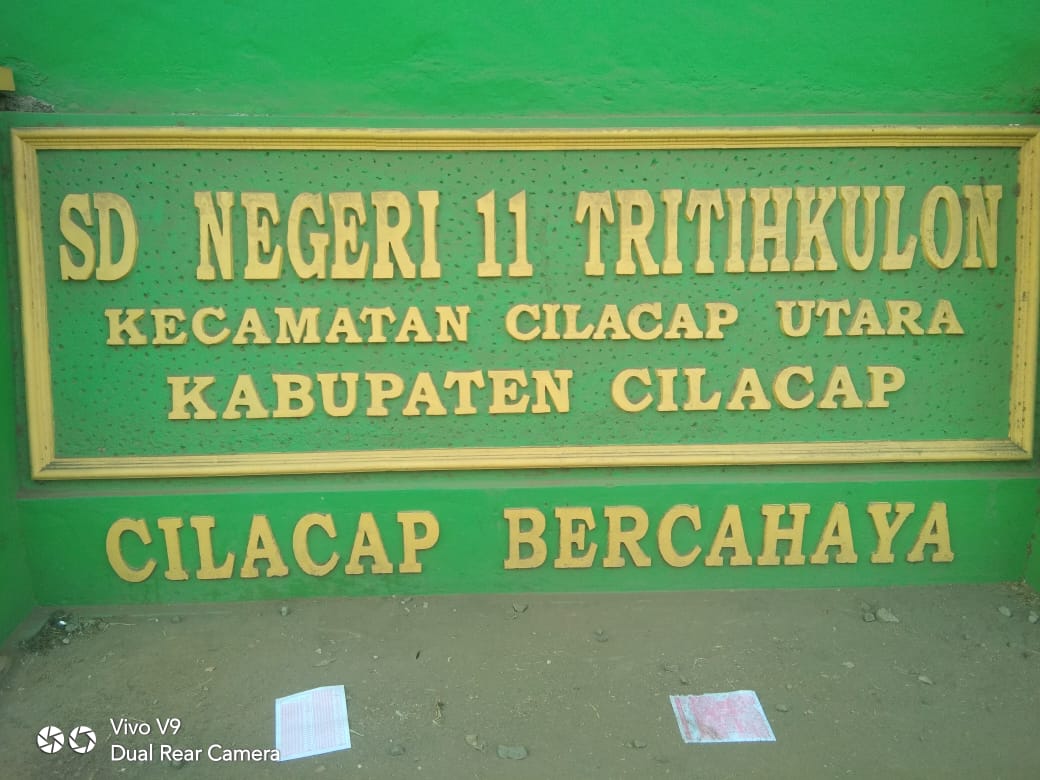 SD NEGERI 11 TRITIHKULON
KECAMATAN CILACAP UTARA
KABUPATEN CILACAP
CILACAP BERCAHAYA
Vivo V9
Dual Rear Camera